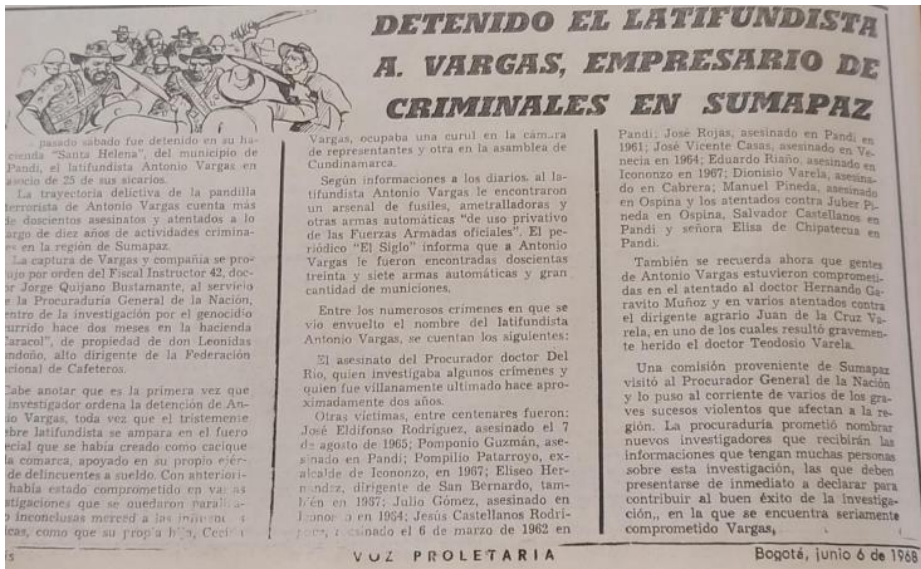 DETENIDO EL LATIFUNDISTA
A. VARGAS, EMPRESARIO DE
CRIMINALES EN SUMAPAZ
pasado sabado fue detenido en su ha-
cienda "Santa Helena", del municipio de
Pandi, el latifundista Antonio Vargas en
asocio de 25 de sus sicarios.
La trayectoria delictiva de la pandilla
terrorista de Antonio Vargas cuenta más
de doscientos asesinatos y atentados a lo
largo de diez años de actividades crimina-
es en la región de Sumapaz.
La captura de Vargas y compañía se pro-
ujo por orden del Fiscal Instructor 42, doc-
or Jorge Quijano Bustamante, al servicio
e la Procuraduría General de la Nación,
entro de la investigación por el genocidio
currido hace dos meses en la hacienda
Caracol", de propiedad de don Leonidas
ondoño, alto dirigente de la Federación
cional de Cafeteros.
Cabe anotar que es la primera vez que
investigador ordena la detención de An-
io Vargas, toda vez que el tristemente
ebre latifundista se ampara en el fuero
ecial que se había creado como cacique
la comarca, apoyado en su propio ejér-
de delincuentes a sueldo. Con anteriori-
había estado comprometido en
stigaciones que se quedaron
o inconclusas merced a las
icas, como que su propia
Vargas, ocupaba una curul en la cámara
de representantes y otra en la asamblea de
Cundinamarca.
Según informaciones a los diarios, al la-
tifundista Antonio Vargas le encontraron
un arsenal de fusiles, ametralladoras y
otras armas automáticas "de uso privativo
de las Fuerzas Armadas oficiales". El pe-
riódico "El Siglo" informa que a Antonio
Vargas le fueron encontradas doscientas
treinta y siete armas automáticas y gran
cantidad de municiones.
Entre los numerosos crímenes en que se
vio envuelto el nombre del latifundista
Antonio Vargas, se cuentan los siguientes:
El asesinato del Procurador doctor Del
Rio, quien investigaba algunos crímenes y
quien fue villanamente ultimado hace apro-
ximadamente dos años.
Otras víctimas, entre centenares fueron:
José Eldifonso Rodríguez, asesinado el 7
de agosto de 1965; Pomponio Guzmán, ase-
sinado en Pandi; Pompilio Patarroyo, ex-
alcalde de Icononzo, en 1967; Eliseo Her-
nández, dirigente de San Bernardo, tam-
bién en 1967; Julio Gómez, asesinado en
Icononzo en 1964; Jesús Castellanos Rodrí-
asesinado el 6 de marzo de 1962 en
Pandi; José Rojas, asesinado en Pandi en
1961; José Vicente Casas, asesinado en Ve-
necia en 1964; Eduardo Riaño, asesinado en
Icononzo en 1967; Dionisio Varela, asesina-
do en Cabrera; Manuel Pineda, asesinado
en Ospina y los atentados contra Juber Pi-
neda en Ospina, Salvador Castellanos en
Pandi y señora Elisa de Chipatecua en
Pandi.
También se recuerda ahora que gentes
de Antonio Vargas estuvieron comprometi-
das en el atentado al doctor Hernando Ga-
ravito Muñoz y en varios atentados contra
el dirigente agrario Juan de la Cruz Va-
rela, en uno de los cuales resultó gravemen-
te herido el doctor Teodosio Varela.
Una comisión proveniente de Sumapaz
visitó al Procurador General de la Nación
y lo puso al corriente de varios de los gra-
ves sucesos violentos que afectan a la re-
gión. La procuraduría prometió nombrar
nuevos investigadores que recibirán las
informaciones que tengan muchas personas
sobre esta investigación, las que deben
presentarse de inmediato a declarar para
contribuir al buen éxito de la investiga-
ción,, en la que se encuentra seriamente
comprometido Vargas,
VOZ PROLETARIA
Bogotá, junio 6 de 1968